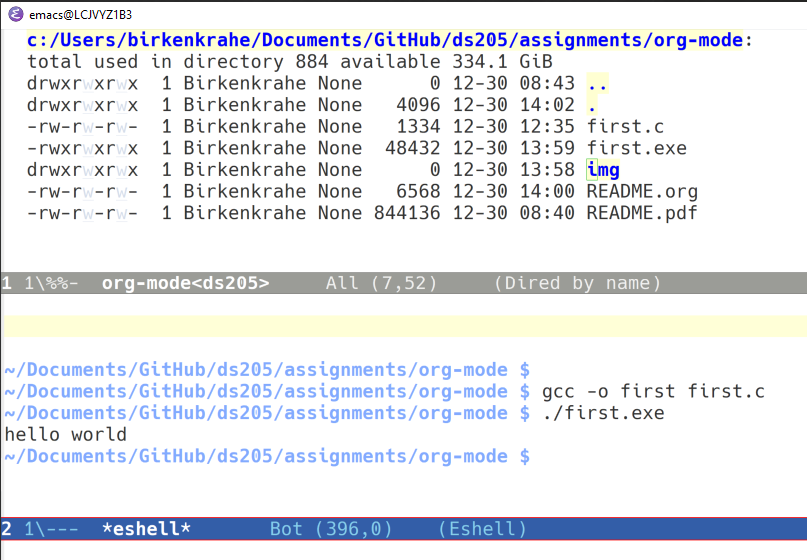 emacs@LCJVYZ1B3
c:/Users/birkenkrahe/Documents/GitHub/ds205/assignments/org-mode:
total used in directory 884 available 334.1 GiB
drwxrwxrwx  1 Birkenkrahe None      0 12-30 08:43 ..
drwxrwxrwx  1 Birkenkrahe None   4096 12-30 14:02 .
-rw-rw-rw-  1 Birkenkrahe None   1334 12-30 12:35 first.c
-rwxrwxrwx  1 Birkenkrahe None  48432 12-30 13:59 first.exe
drwxrwxrwx  1 Birkenkrahe None      0 12-30 13:58 img
-rw-rw-rw-  1 Birkenkrahe None   6568 12-30 14:00 README.org
-rw-rw-rw-  1 Birkenkrahe None 844136 12-30 08:40 README.pdf
1 1\%%-  org-mode<ds205>     All (7,52)     (Dired by name)
~/Documents/GitHub/ds205/assignments/org-mode $
~/Documents/GitHub/ds205/assignments/org-mode $ gcc -o first first.c
~/Documents/GitHub/ds205/assignments/org-mode $ ./first.exe
hello world
~/Documents/GitHub/ds205/assignments/org-mode $
2 1\---  *eshell*       Bot (396,0)    (Eshell)